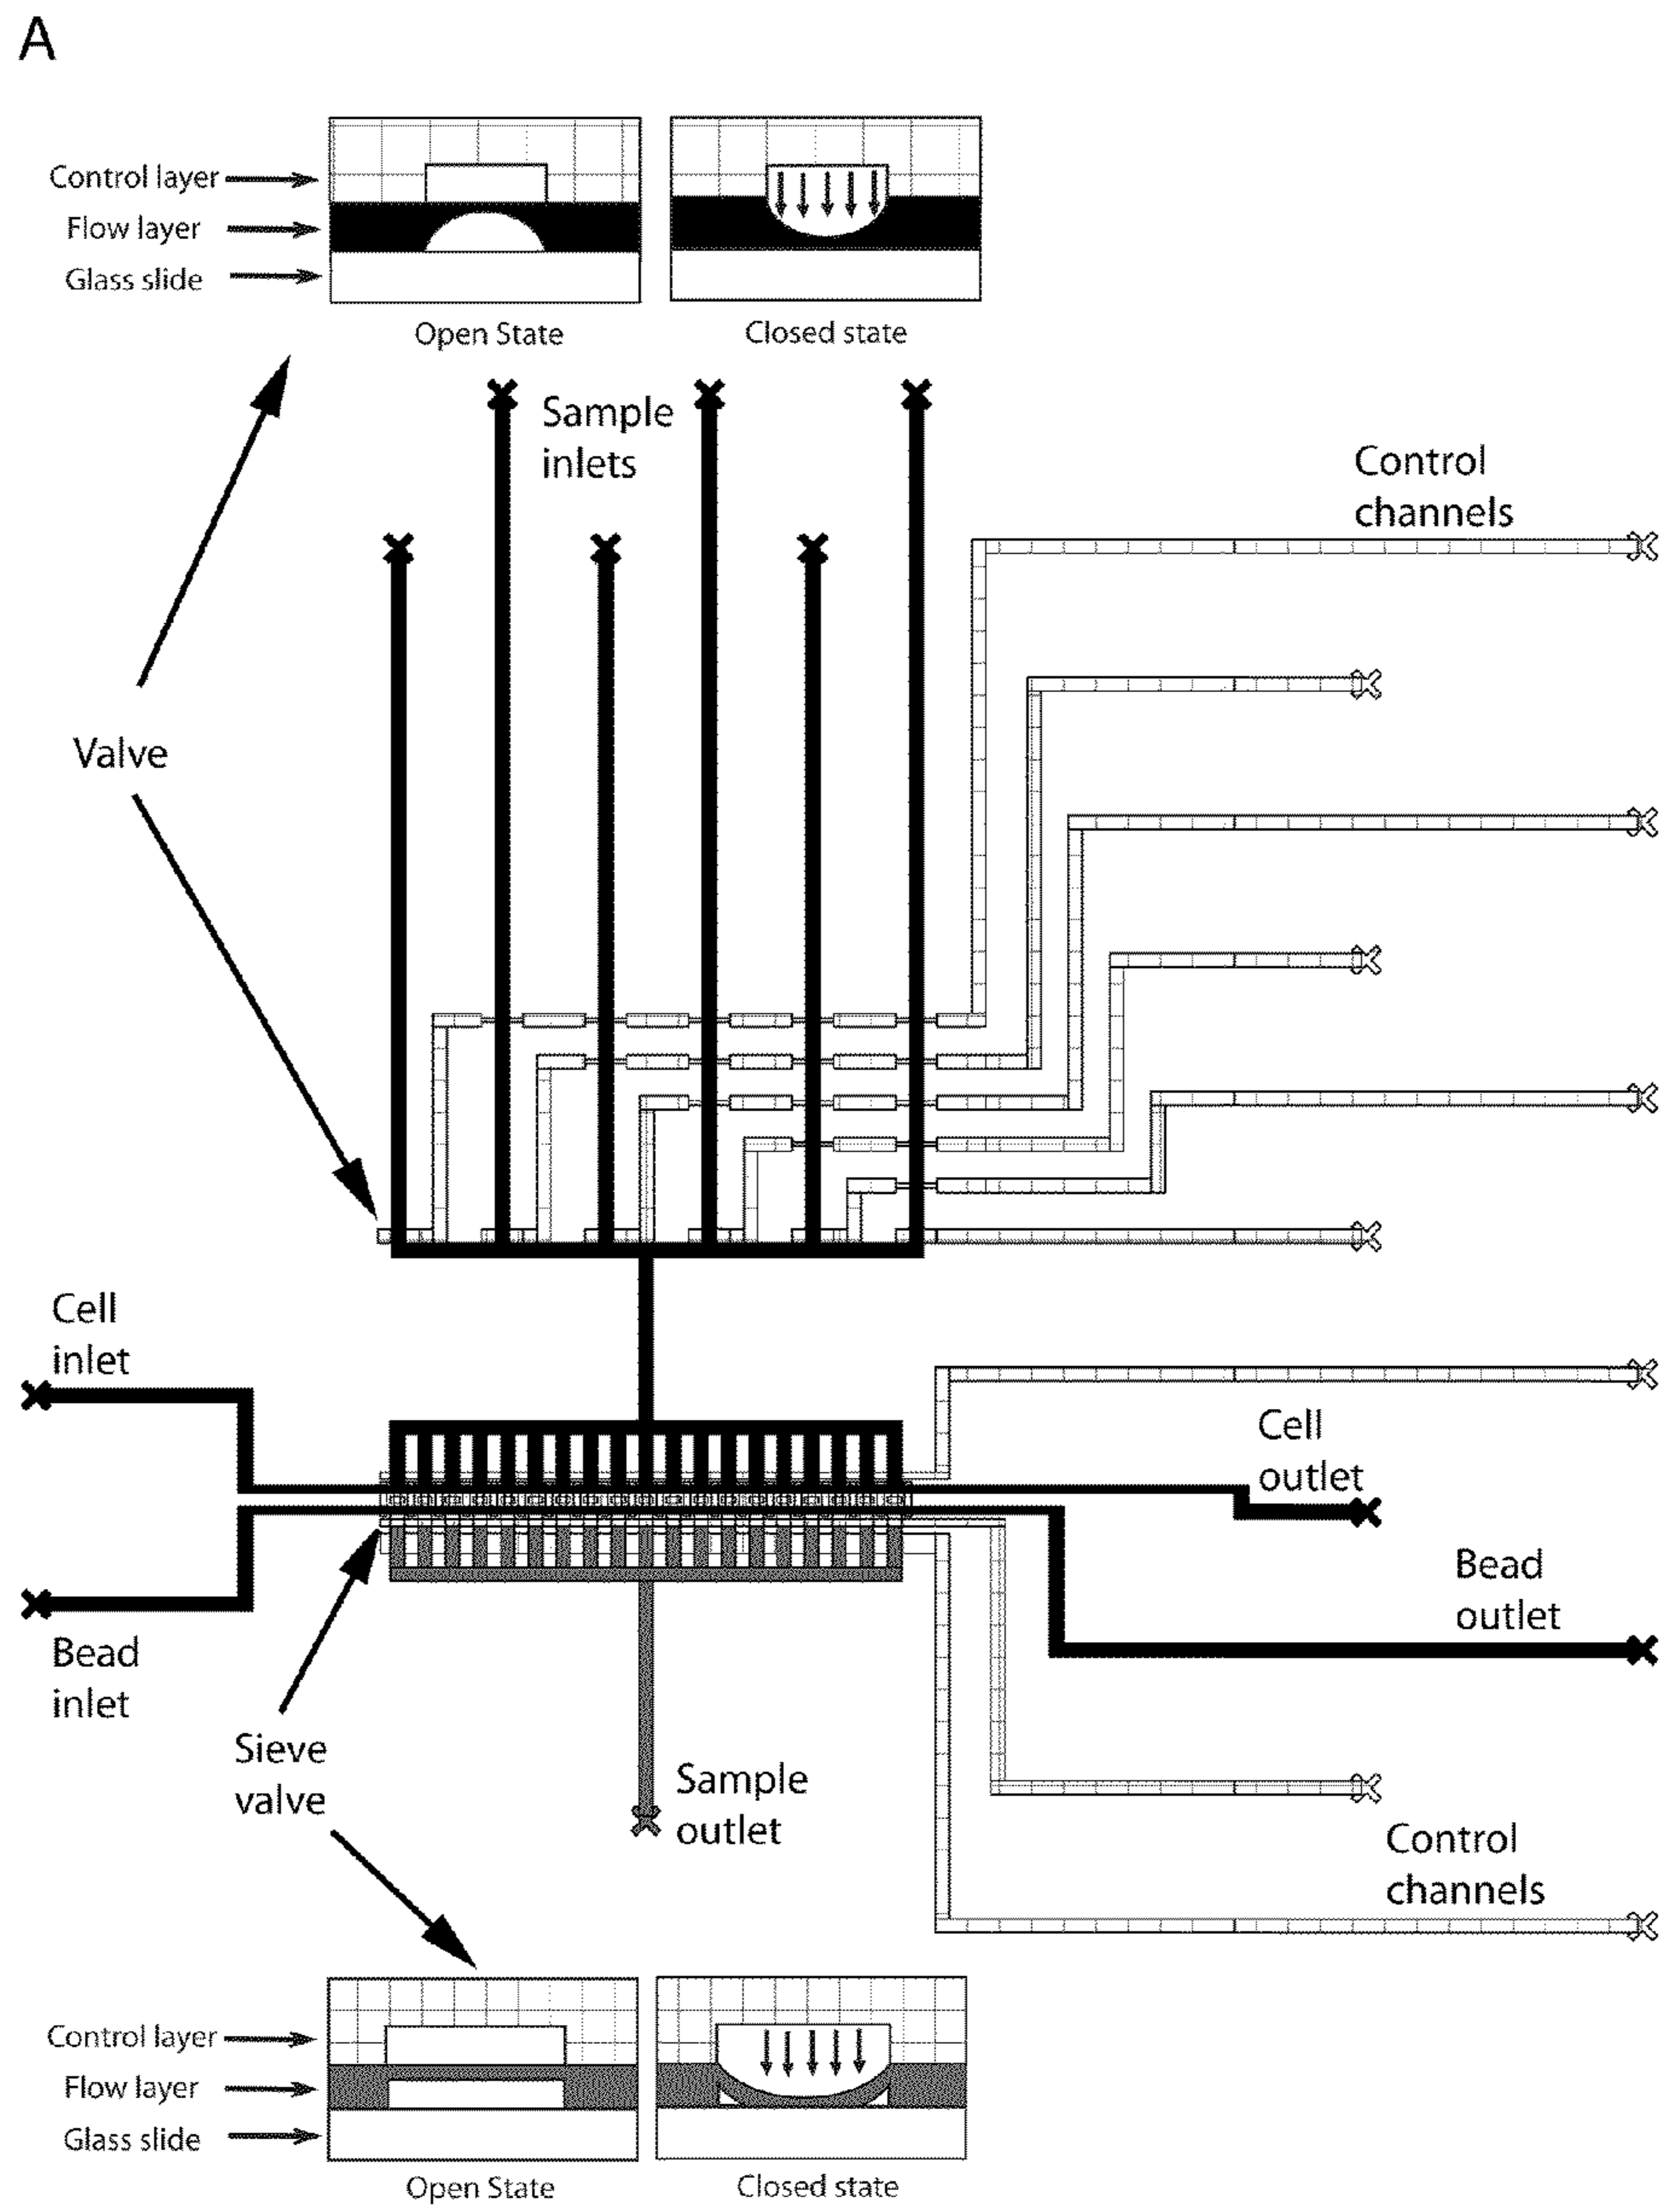 A
Control layer
Flow layer
Glass slide
Open State
Closed state
Sample
inlets
Control
channels
Valve
Cell
inlet
Cell
outlet
Bead
outlet
Bead
inlet
Sieve
valve
Sample
outlet
Control
channels
Control layer
Flow layer
Glass slide
Open State
Closed state